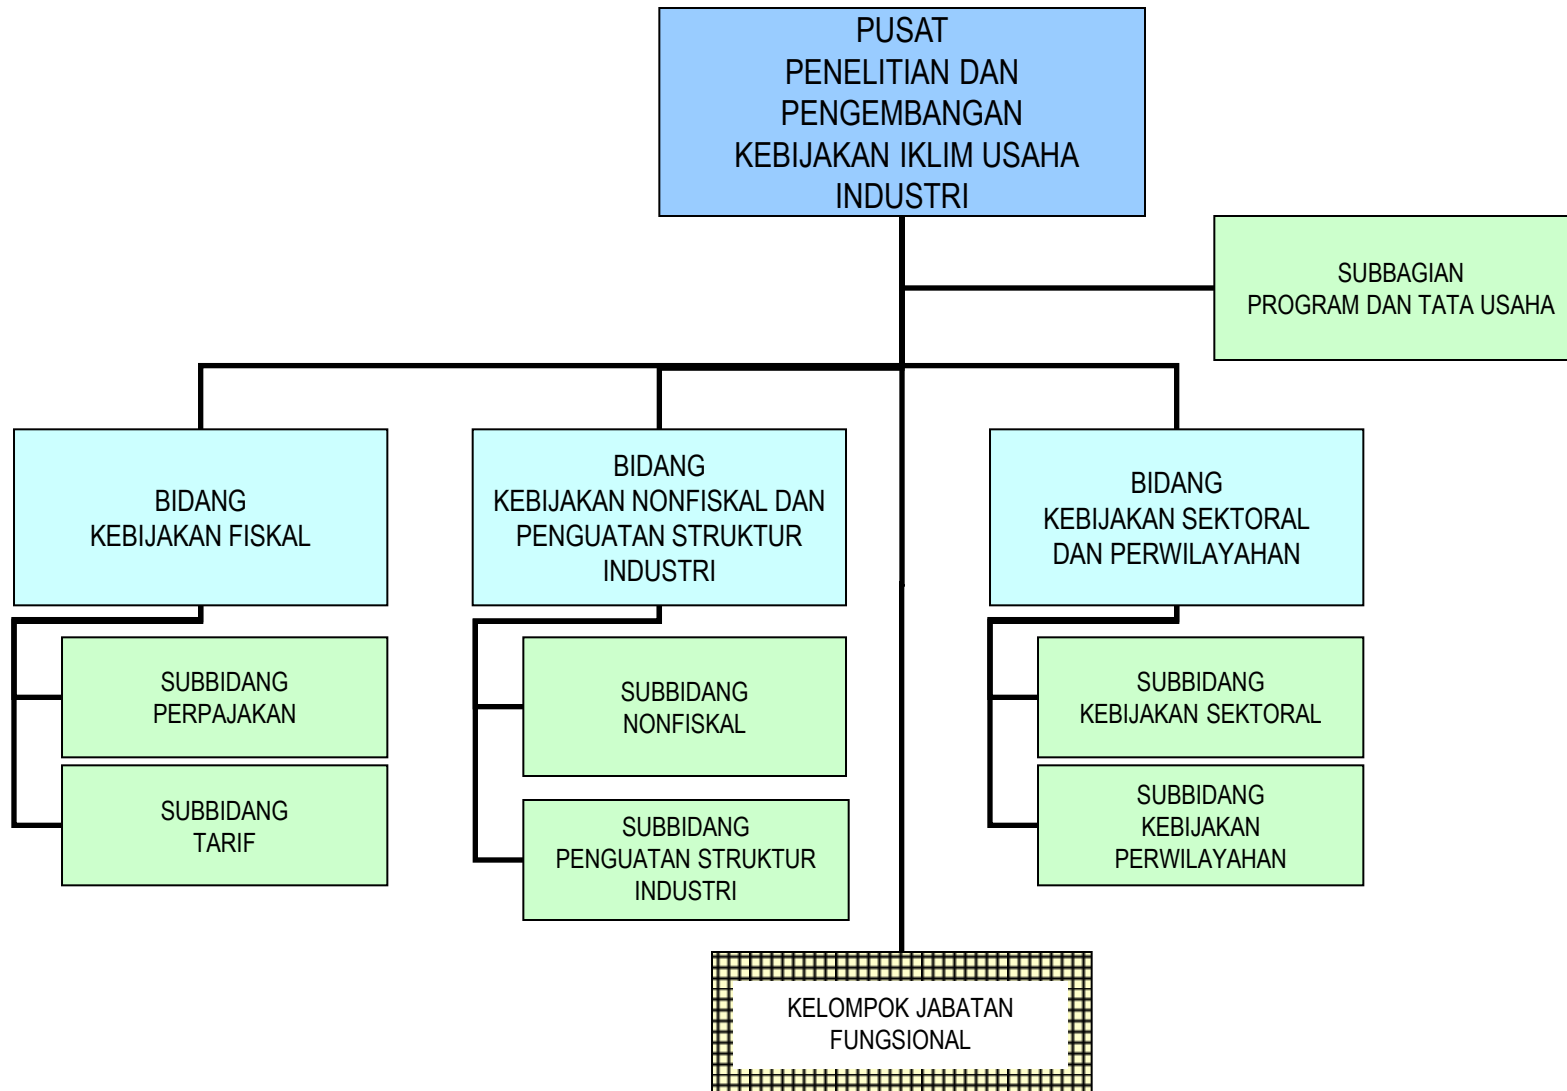 PUSAT
PENELITIAN DAN
PENGEMBANGAN
KEBIJAKAN IKLIM USAHA
INDUSTRI
SUBBAGIAN
PROGRAM DAN TATA USAHA
BIDANG
KEBIJAKAN FISKAL
BIDANG
KEBIJAKAN NONFISKAL DAN
PENGUATAN STRUKTUR
INDUSTRI
BIDANG
KEBIJAKAN SEKTORAL
DAN PERWILAYAHAN
SUBBIDANG
PERPAJAKAN
SUBBIDANG
NONFISKAL
SUBBIDANG
KEBIJAKAN SEKTORAL
SUBBIDANG
TARIF
SUBBIDANG
PENGUATAN STRUKTUR
INDUSTRI
SUBBIDANG
KEBIJAKAN
PERWILAYAHAN
KELOMPOK JABATAN
FUNGSIONAL